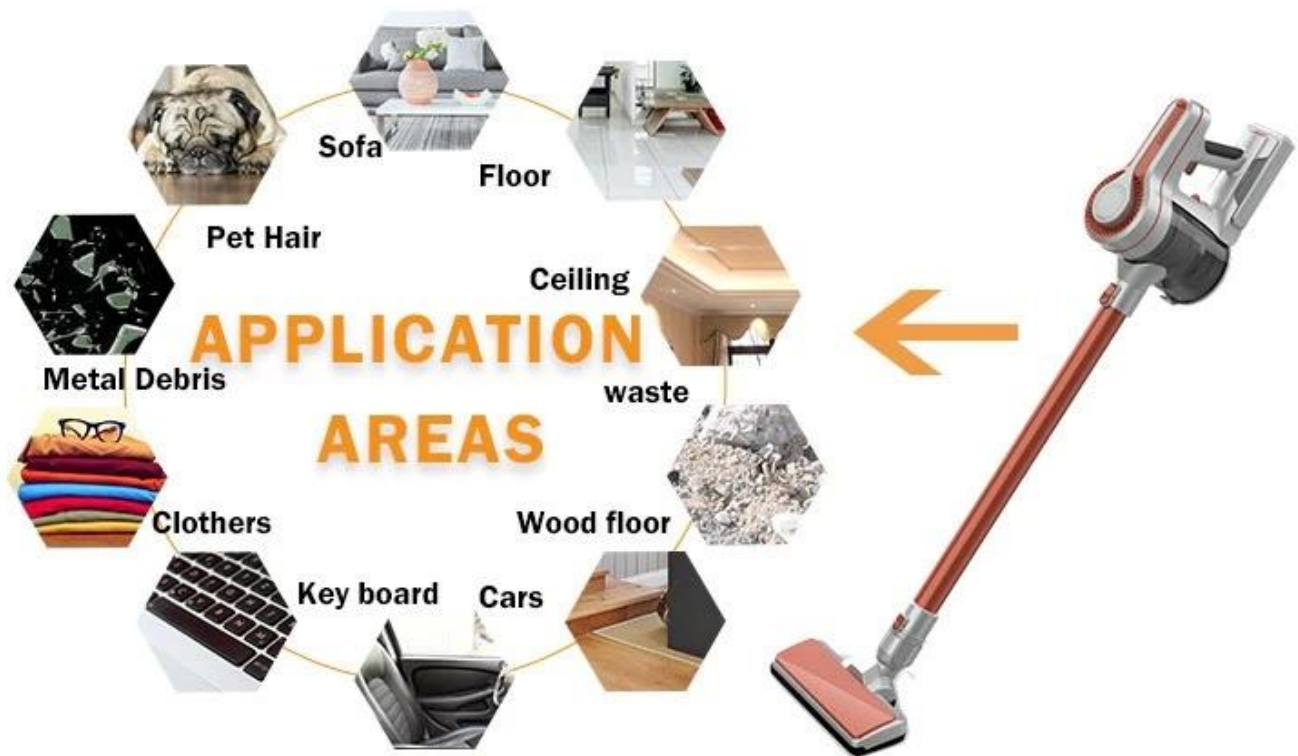 Sofa
Floor
Pet Hair
Ceiling
APPLICATION
Metal Debris
waste
AREAS
Clothers
Wood floor
Key board
Cars